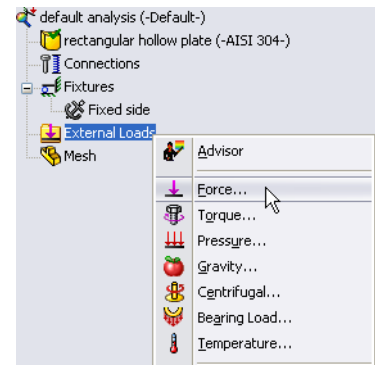 default analysis (-Default-)
rectangular hollow plate (-AISI 304-)
Connections
Fixtures
Fixed side
External Loads
Mesh
Advisor
Force...
Torque...
Pressure...
Gravity...
Centrifugal...
Bearing Load...
Temperature...